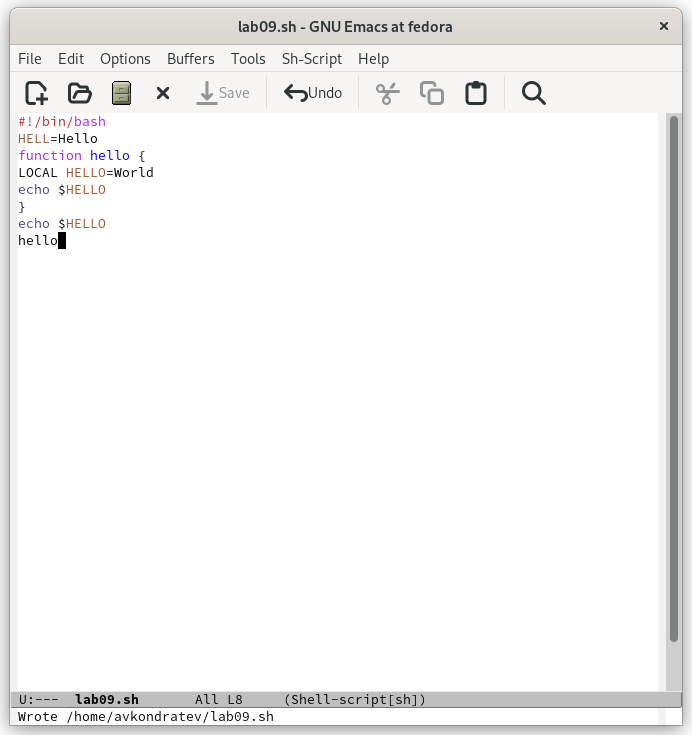 lab09.sh - GNU Emacs at fedora ×
File Edit Options Buffers Tools Sh-Script Help
Save Undo
#!/bin/bash
HELL=Hello
function hello {
LOCAL HELLO=World
echo $HELLO
}
echo $HELLO
hello
U:--- lab09.sh All L8 (Shell-script[sh])
Wrote /home/avkondratev/lab09.sh